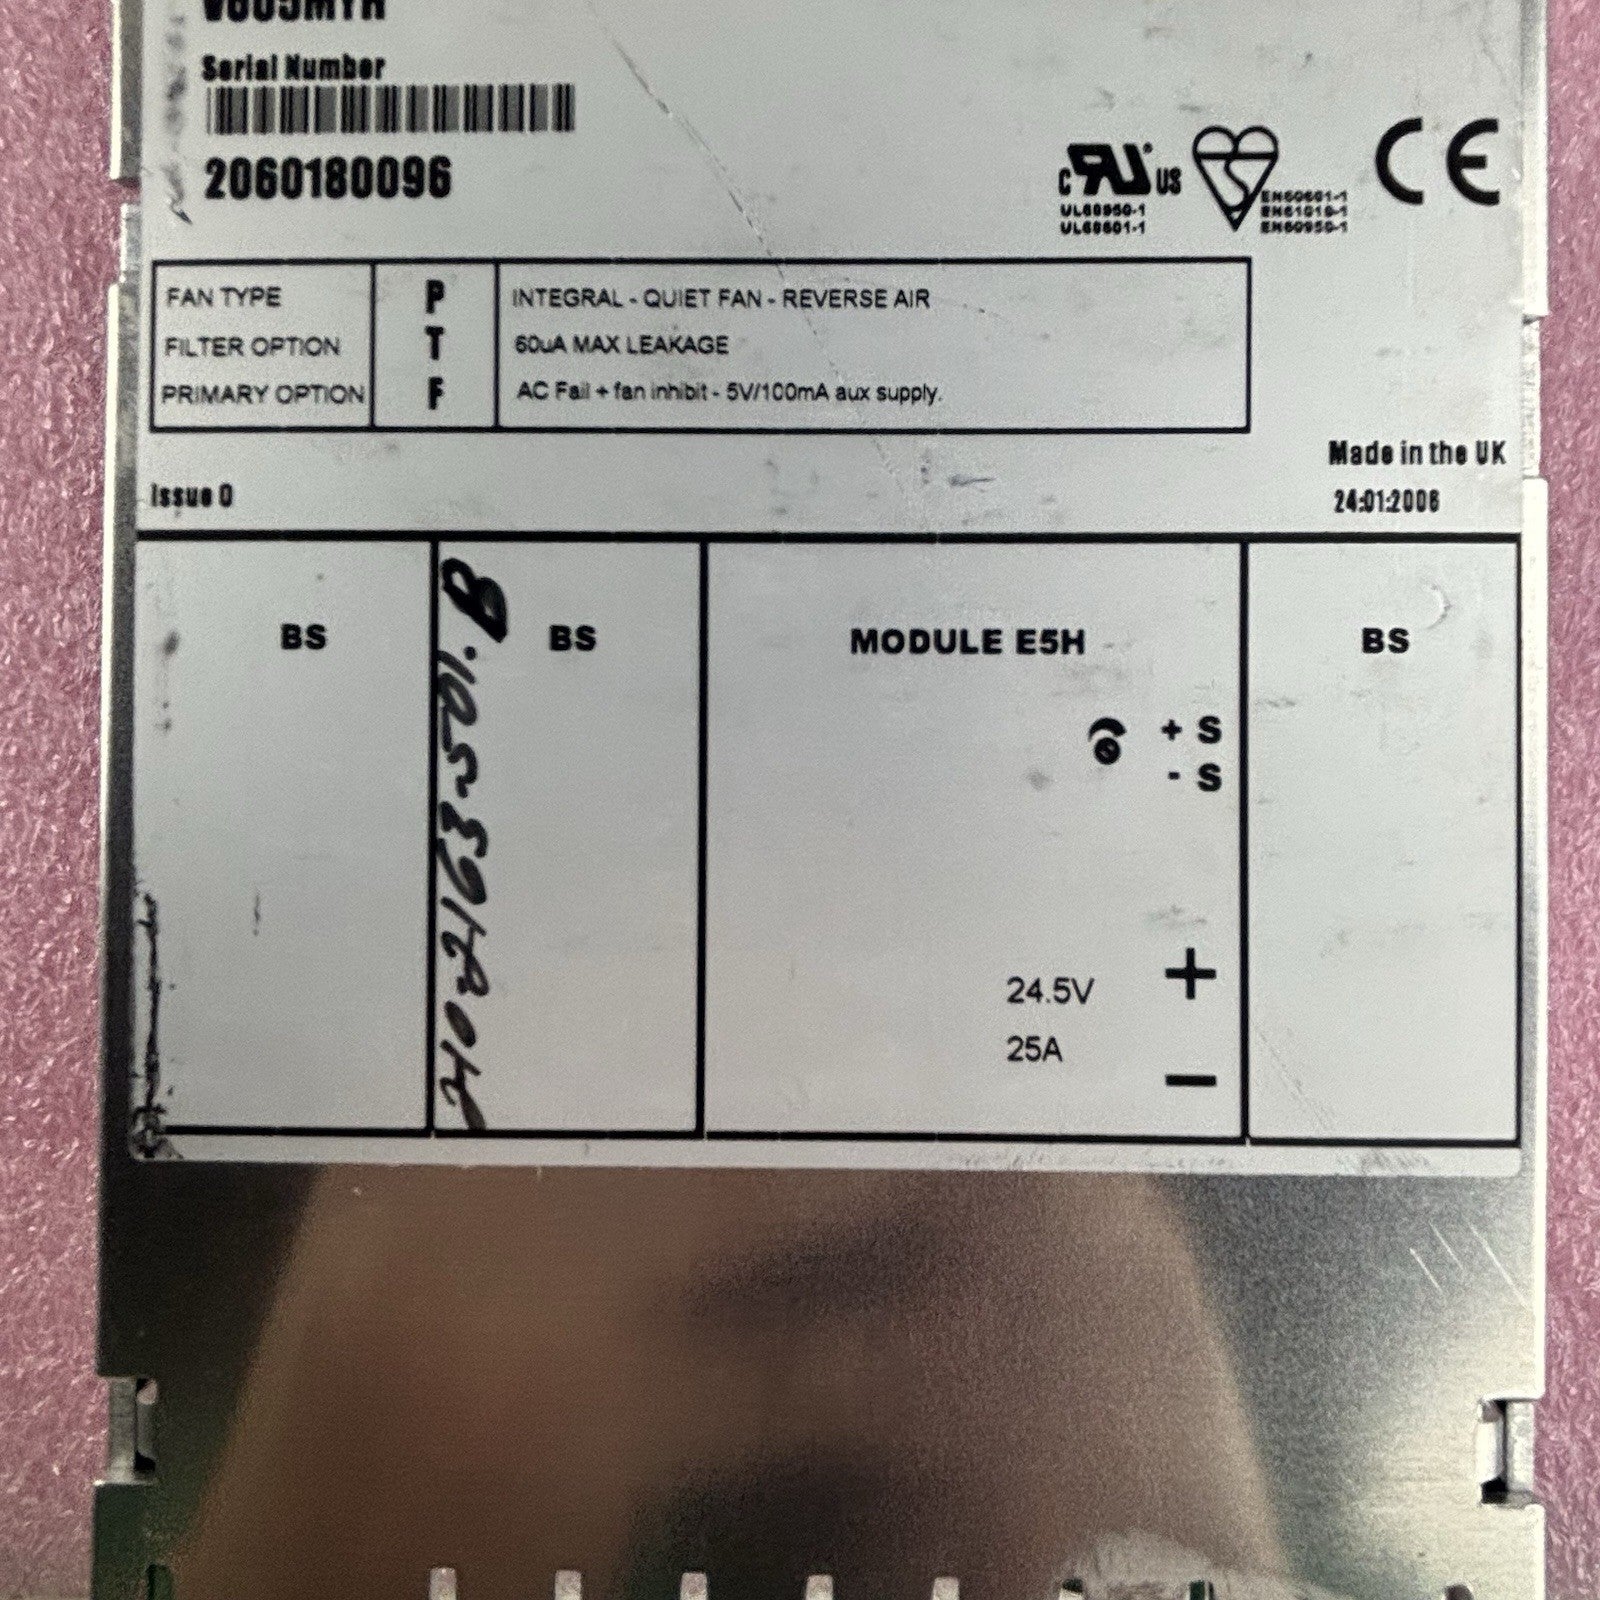 Serial Number
2060180096
C RU US
UL60950-1
UL60601-1
EN60601-1
EN61010-1
EN60950-1
CE
FAN TYPE P INTEGRAL - QUIET FAN - REVERSE AIR
FILTER OPTION T 60uA MAX LEAKAGE
PRIMARY OPTION F AC Fail + fan inhibit - 5V/100mA aux supply.
Made in the UK
Issue 0
24:01:2006
BS
BS
MODULE E5H
BS
+ S
- S
24.5V +
25A
-